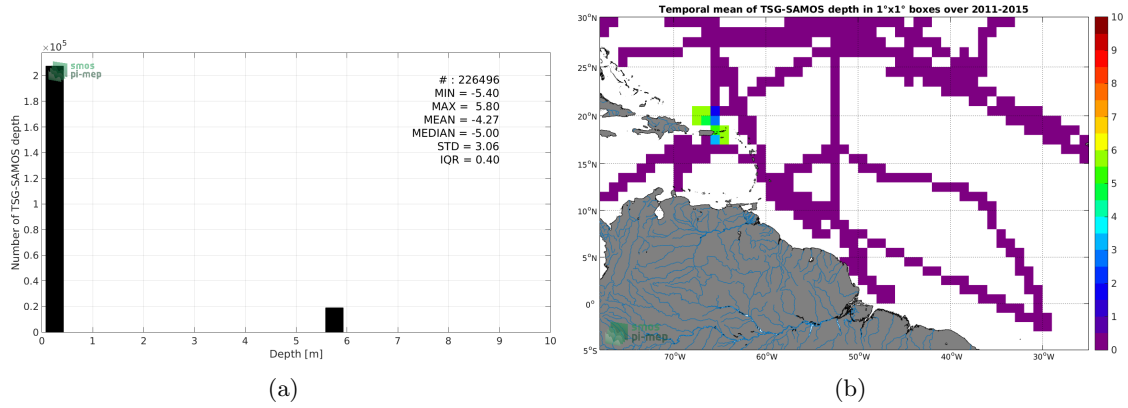 ×10⁵
smos
pi-mep
# : 226496
MIN = -5.40
MAX = 5.80
MEAN = -4.27
MEDIAN = -5.00
STD = 3.06
IQR = 0.40
Number of TSG-SAMOS depth
2
1.8
1.6
1.4
1.2
1
0.8
0.6
0.4
0.2
0
0 1 2 3 4 5 6 7 8 9 10
Depth [m]
(a)
Temporal mean of TSG-SAMOS depth in 1°x1° boxes over 2011-2015
30°N
25°N
20°N
15°N
10°N
5°N
0°
5°S
70°W 60°W 50°W 40°W 30°W
smos
pi-mep
10
9
8
7
6
5
4
3
2
1
0
(b)